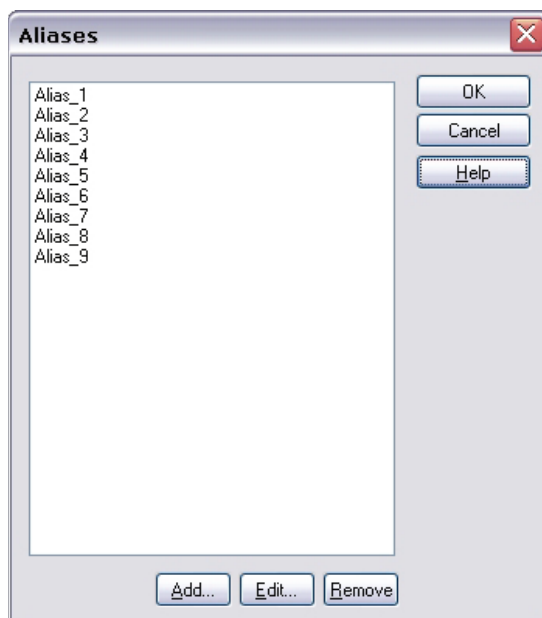 Aliases
Alias_1
Alias_2
Alias_3
Alias_4
Alias_5
Alias_6
Alias_7
Alias_8
Alias_9
OK
Cancel
Help
Add...
Edit...
Remove